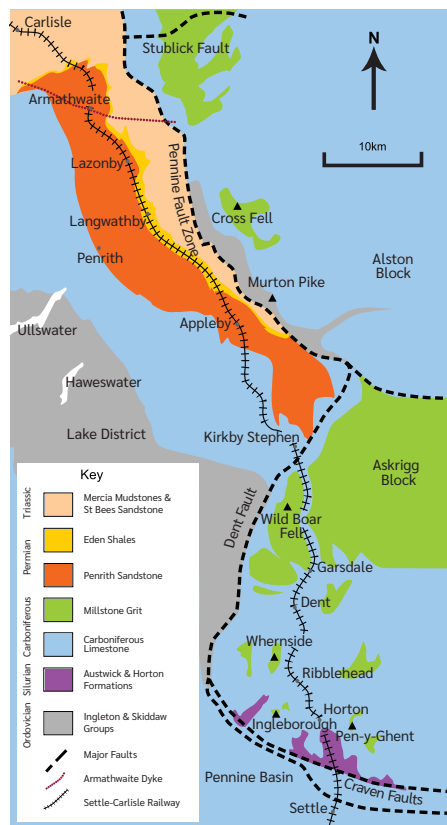 Carlisle
Stublick Fault
N
Armathwaite
10km
Lazonby
Pennine Fault Zone
Langwathby
Cross Fell
Penrith
Alston
Block
Murton Pike
Appleby
Ullswater
Haweswater
Lake District
Kirkby Stephen
Askrigg
Block
Dent Fault
Wild Boar
Fell
Garsdale
Dent
Whernside
Ribblehead
Horton
Ingleborough
Pen-y-Ghent
Pennine Basin
Craven Faults
Settle
Key
Triassic
Mercia Mudstones &
St Bees Sandstone
Permian
Eden Shales
Penrith Sandstone
Carboniferous
Millstone Grit
Carboniferous
Limestone
Silurian
Austwick & Horton
Formations
Ordovician
Ingleton & Skiddaw
Groups
Major Faults
Armathwaite Dyke
Settle-Carlisle Railway